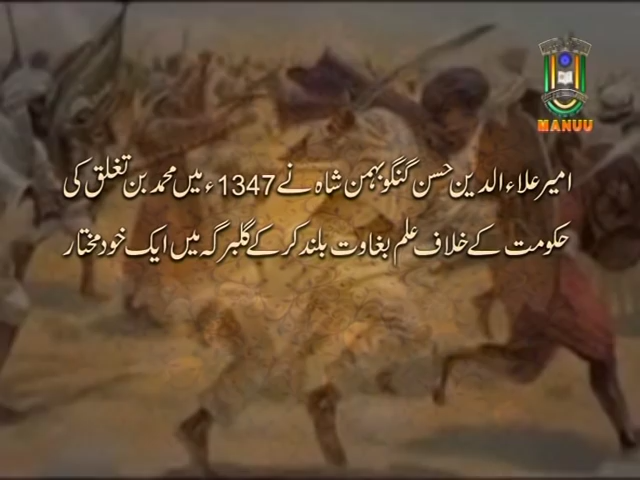 MANUU
امیر علاء الدین حسن گنگو بہمن شاہ نے 1347ء میں محمد بن تغلق کی
حکومت کے خلاف علم بغاوت بلند کر کے گلبرگہ میں ایک خود مختار